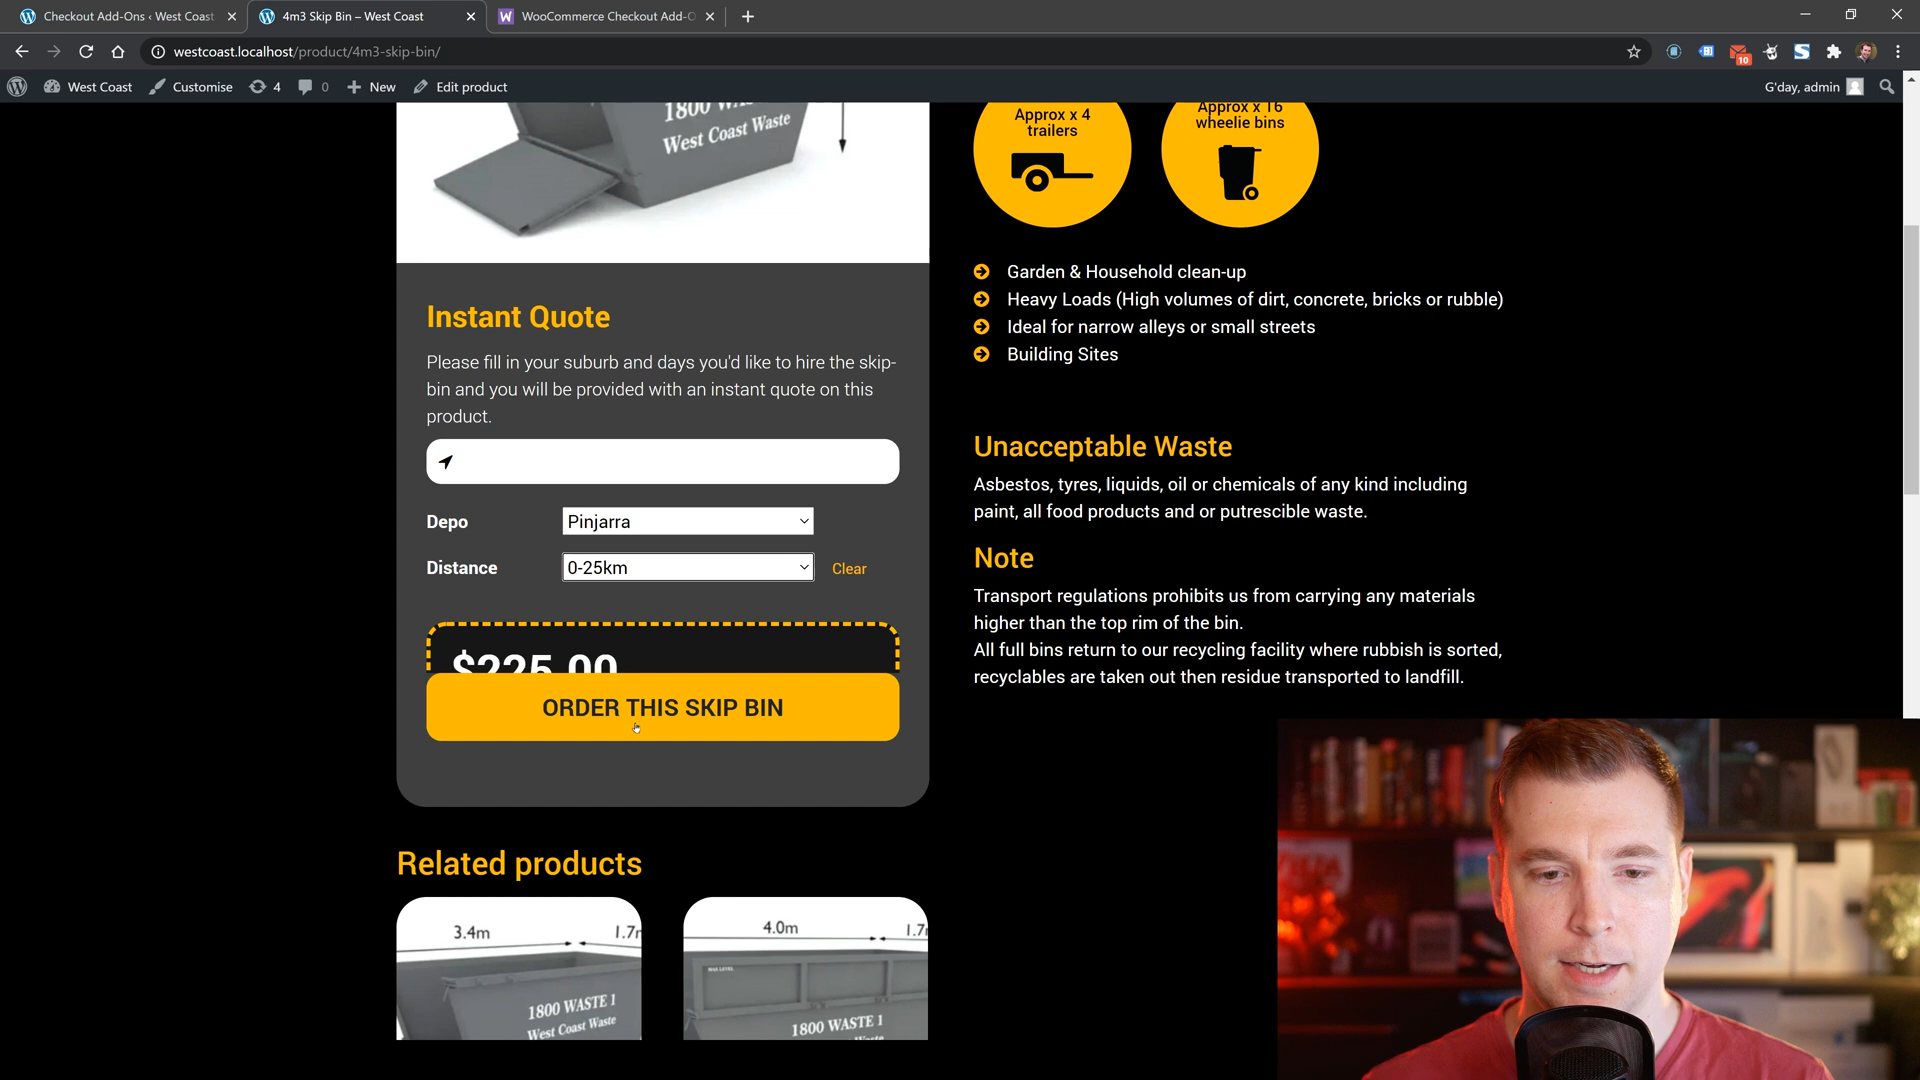 Checkout Add-Ons ‹ West Coast
4m3 Skip Bin – West Coast
WooCommerce Checkout Add-O
westcoast.localhost/product/4m3-skip-bin/
10
West Coast
Customise
4
0
New
Edit product
G'day, admin
1800
West Coast Waste
Approx x 4
trailers
Approx x 16
wheelie bins
Garden & Household clean-up
Heavy Loads (High volumes of dirt, concrete, bricks or rubble)
Ideal for narrow alleys or small streets
Building Sites
Instant Quote
Please fill in your suburb and days you'd like to hire the skip-
bin and you will be provided with an instant quote on this
product.
Depo
Pinjarra
Distance
0-25km
Clear
$225.00
ORDER THIS SKIP BIN
Unacceptable Waste
Asbestos, tyres, liquids, oil or chemicals of any kind including
paint, all food products and or putrescible waste.
Note
Transport regulations prohibits us from carrying any materials
higher than the top rim of the bin.
All full bins return to our recycling facility where rubbish is sorted,
recyclables are taken out then residue transported to landfill.
Related products
3.4m
1.7m
1800 WASTE 1
West Coast Waste
4.0m
1.7m
MAX LEVEL
1800 WASTE 1